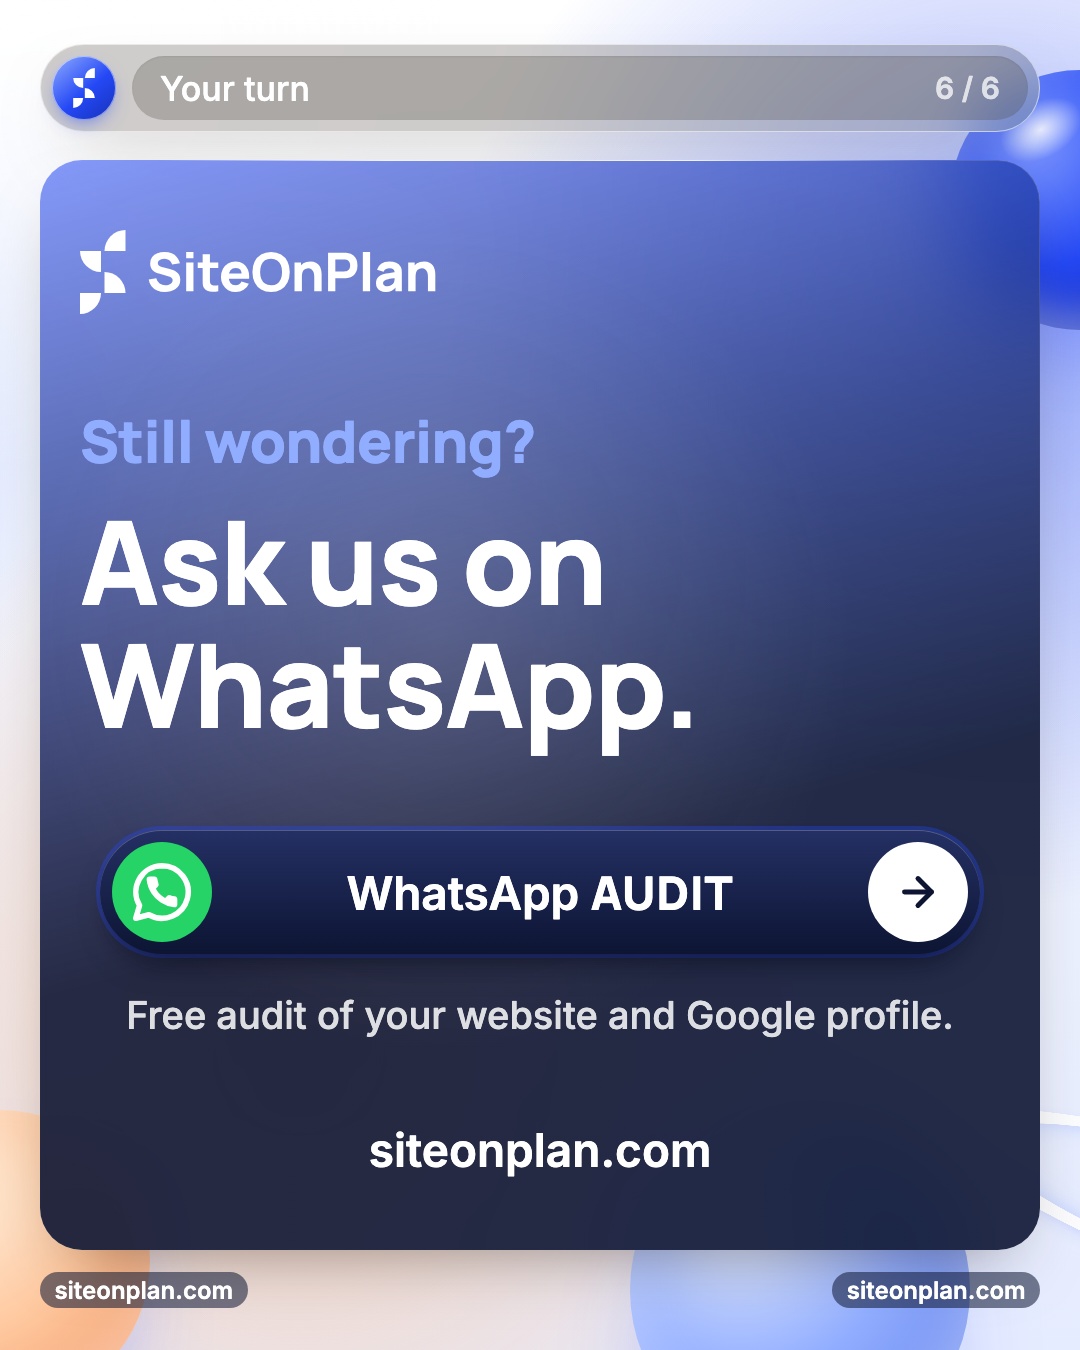 Your turn
6 / 6
SiteOnPlan
Still wondering?
Ask us on
WhatsApp.
WhatsApp AUDIT
Free audit of your website and Google profile.
siteonplan.com
siteonplan.com
siteonplan.com